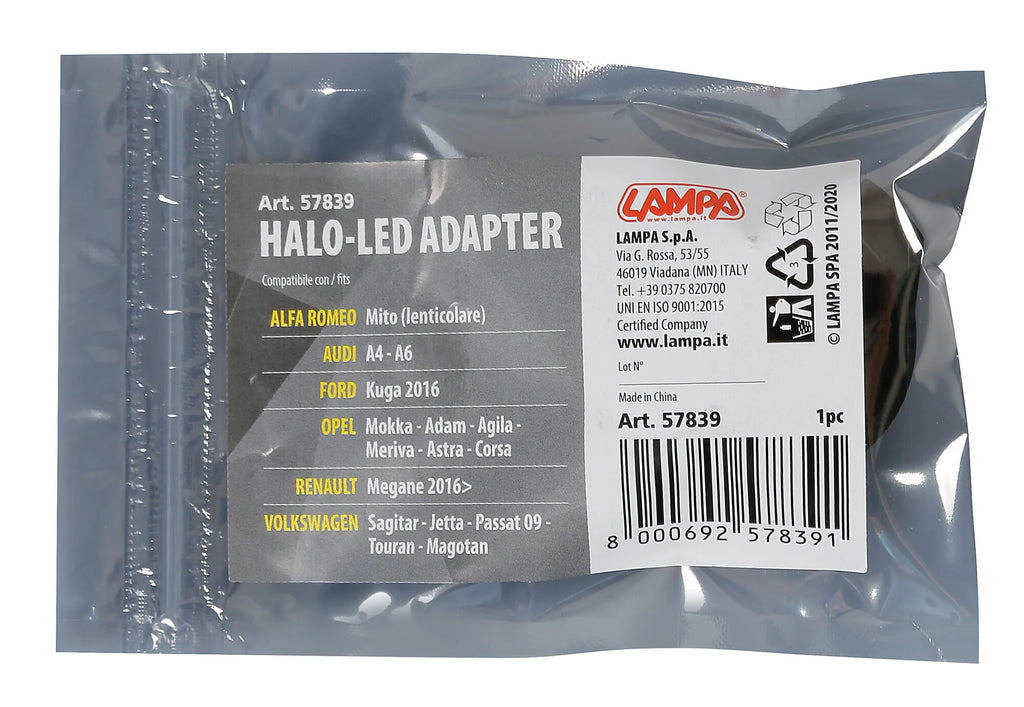 Art. 57839
HALO-LED ADAPTER
Compatibile con / fits
ALFA ROMEO Mito (lenticolare)
AUDI A4 - A6
FORD Kuga 2016
OPEL Mokka - Adam - Agila -
Meriva - Astra - Corsa
RENAULT Megane 2016>
VOLKSWAGEN Sagitar - Jetta - Passat 09 -
Touran - Magotan
LAMPA®
www.lampa.it
LAMPA S.p.A.
Via G. Rossa, 53/55
46019 Viadana (MN) ITALY
Tel. +39 0375 820700
UNI EN ISO 9001:2015
Certified Company
www.lampa.it
Lot N°
Made in China
Art. 57839 1pc
8 000692 578391
3
© LAMPA SPA 2011/2020